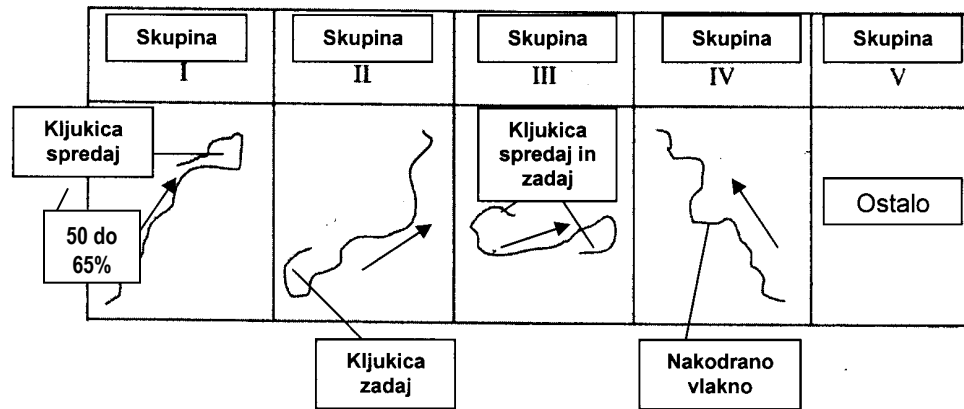 Skupina
I
Skupina
II
Skupina
III
Skupina
IV
Skupina
V
Kljukica
spredaj
50 do
65%
Kljukica
zadaj
Kljukica
spredaj in
zadaj
Nakodrano
vlakno
Ostalo